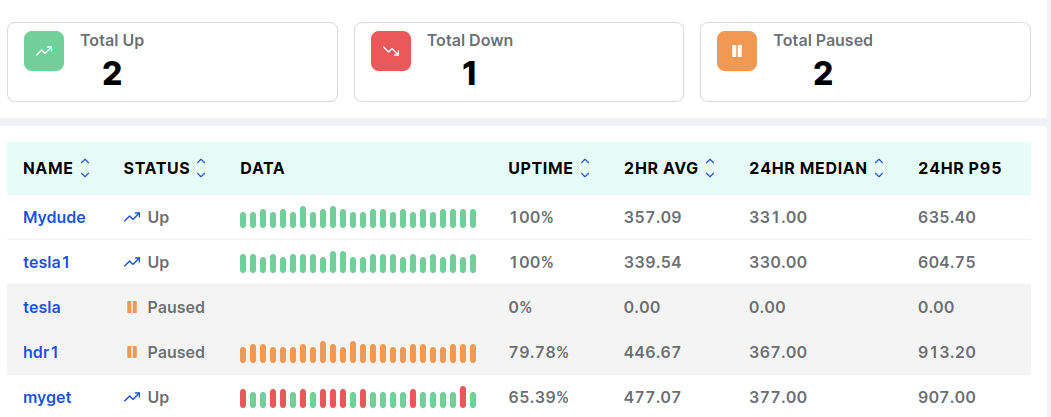 Total Up
2
Total Down
1
Total Paused
2
NAME STATUS DATA UPTIME 2HR AVG 24HR MEDIAN 24HR P95
Mydude Up 100% 357.09 331.00 635.40
tesla1 Up 100% 339.54 330.00 604.75
tesla Paused 0% 0.00 0.00 0.00
hdr1 Paused 79.78% 446.67 367.00 913.20
myget Up 65.39% 477.07 377.00 907.00